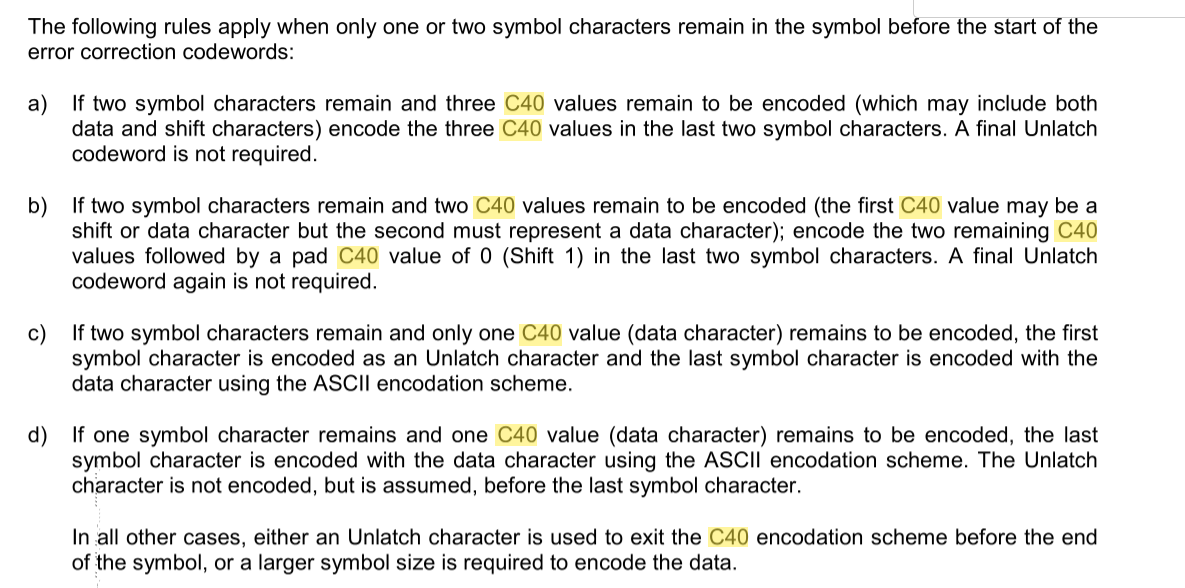 The following rules apply when only one or two symbol characters remain in the symbol before the start of the
error correction codewords:
a) If two symbol characters remain and three C40 values remain to be encoded (which may include both
data and shift characters) encode the three C40 values in the last two symbol characters. A final Unlatch
codeword is not required.
b) If two symbol characters remain and two C40 values remain to be encoded (the first C40 value may be a
shift or data character but the second must represent a data character); encode the two remaining C40
values followed by a pad C40 value of 0 (Shift 1) in the last two symbol characters. A final Unlatch
codeword again is not required.
c) If two symbol characters remain and only one C40 value (data character) remains to be encoded, the first
symbol character is encoded as an Unlatch character and the last symbol character is encoded with the
data character using the ASCII encodation scheme.
d) If one symbol character remains and one C40 value (data character) remains to be encoded, the last
symbol character is encoded with the data character using the ASCII encodation scheme. The Unlatch
character is not encoded, but is assumed, before the last symbol character.
In all other cases, either an Unlatch character is used to exit the C40 encodation scheme before the end
of the symbol, or a larger symbol size is required to encode the data.